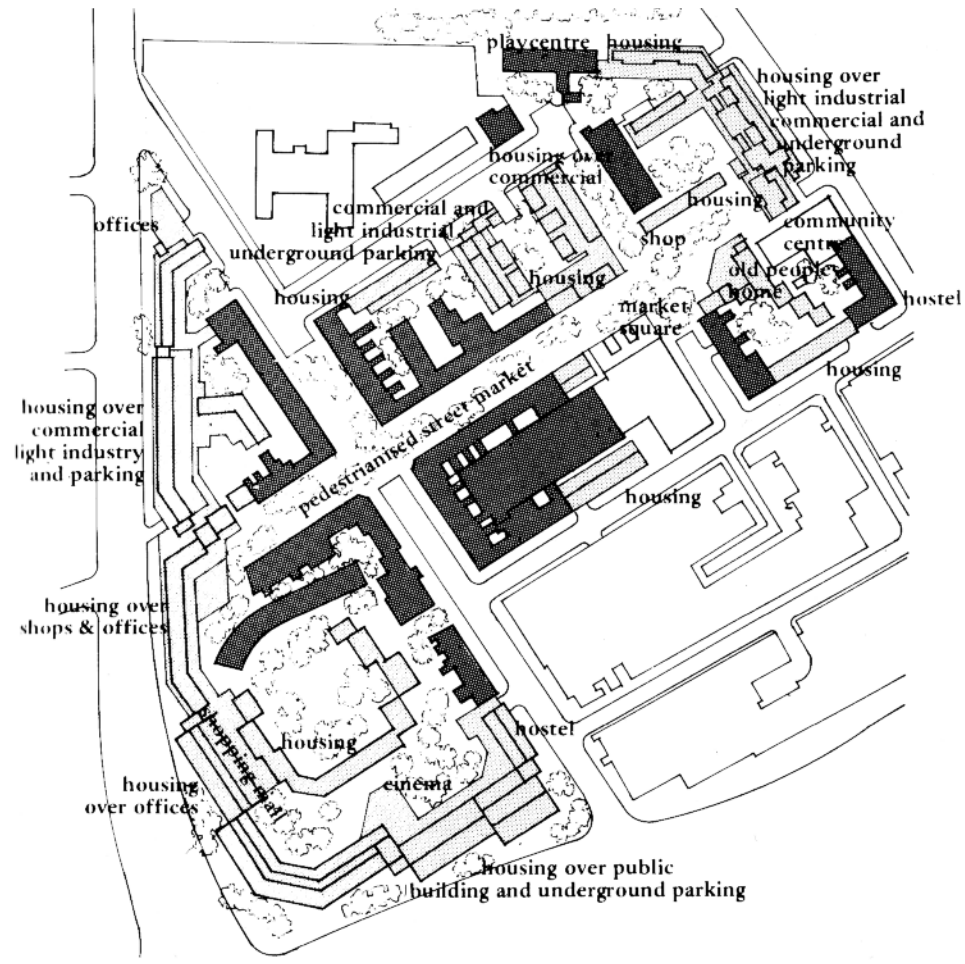 playcentre
housing
housing over
light industrial
commercial and
underground
parking
housing over
commercial
offices
commercial and
light industrial
underground parking
housing
shop
community
centre
old peoples
home
housing
housing
market
square
hostel
housing
pedestrianised street market
housing over
commercial
light industry
and parking
housing
housing over
shops & offices
shopping mall
housing
hostel
housing
over offices
cinema
housing over public
building and underground parking